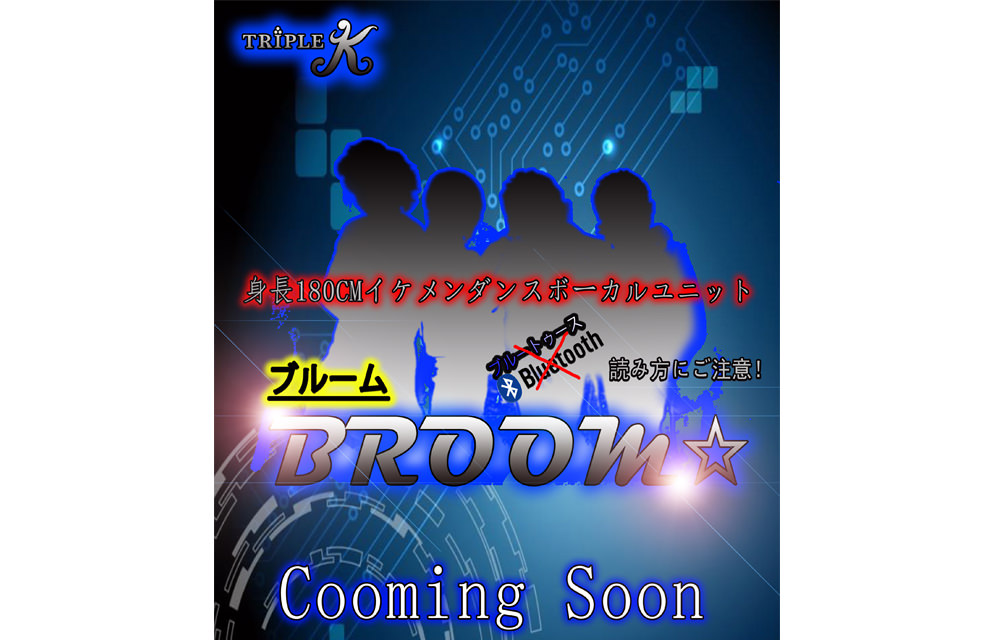 TRiPLE K
身長180CMイケメンダンスボーカルユニット
ブルートゥース
Bluetooth
読み方にご注意!
ブルーム
BROOM☆
Cooming Soon